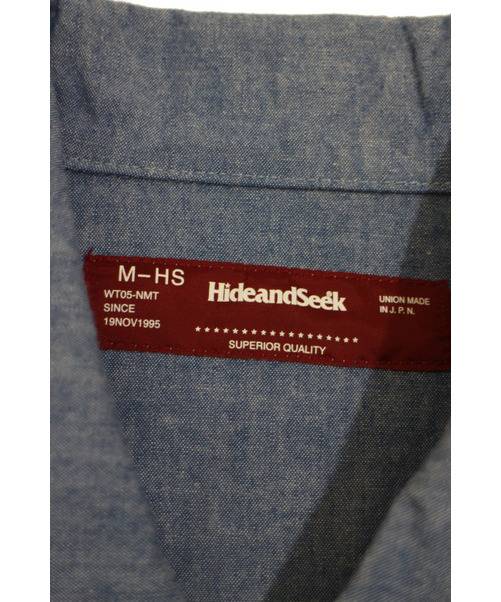 M-HS
WT05-NMT
SINCE
19NOV1995
HideandSeek
★★★★★★★★★★★★★★★★★★
SUPERIOR QUALITY
UNION MADE
IN J. P. N.